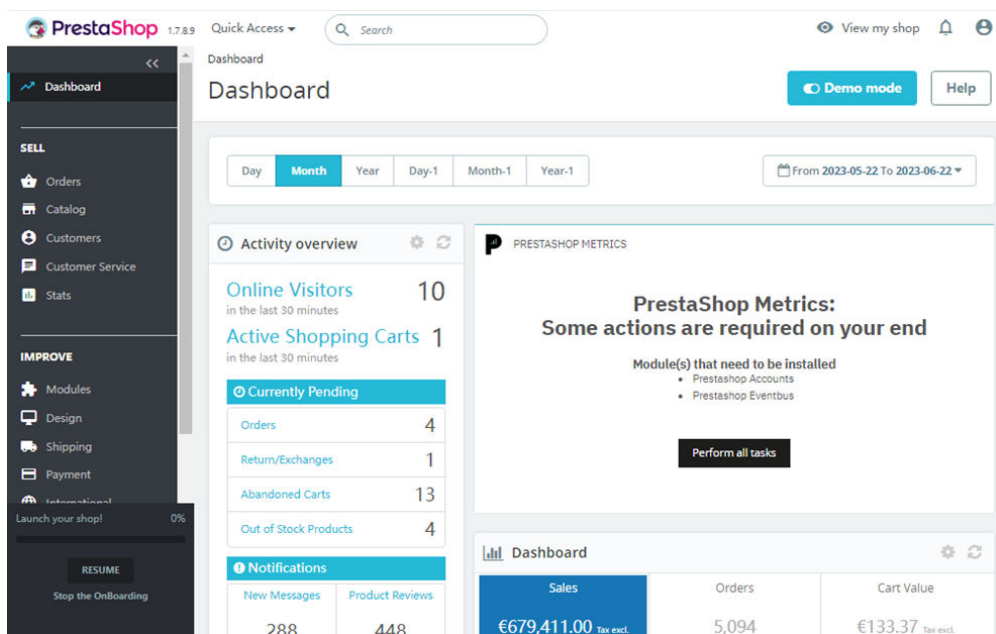 PrestaShop 1.7.8.9 Quick Access Search View my shop
Dashboard
SELL
Orders
Catalog
Customers
Customer Service
Stats
IMPROVE
Modules
Design
Shipping
Payment
International
Launch your shop! 0%
RESUME
Stop the OnBoarding
Dashboard
Dashboard
Demo mode Help
Day Month Year Day-1 Month-1 Year-1 From 2023-05-22 To 2023-06-22
Activity overview
Online Visitors 10
in the last 30 minutes
Active Shopping Carts 1
in the last 30 minutes
Currently Pending
Orders 4
Return/Exchanges 1
Abandoned Carts 13
Out of Stock Products 4
Notifications
New Messages Product Reviews
288 448
PRESTASHOP METRICS
PrestaShop Metrics:
Some actions are required on your end
Module(s) that need to be installed
• Prestashop Accounts
• Prestashop Eventbus
Perform all tasks
Dashboard
Sales Orders Cart Value
€679,411.00 Tax excl. 5,094 €133.37 Tax excl.